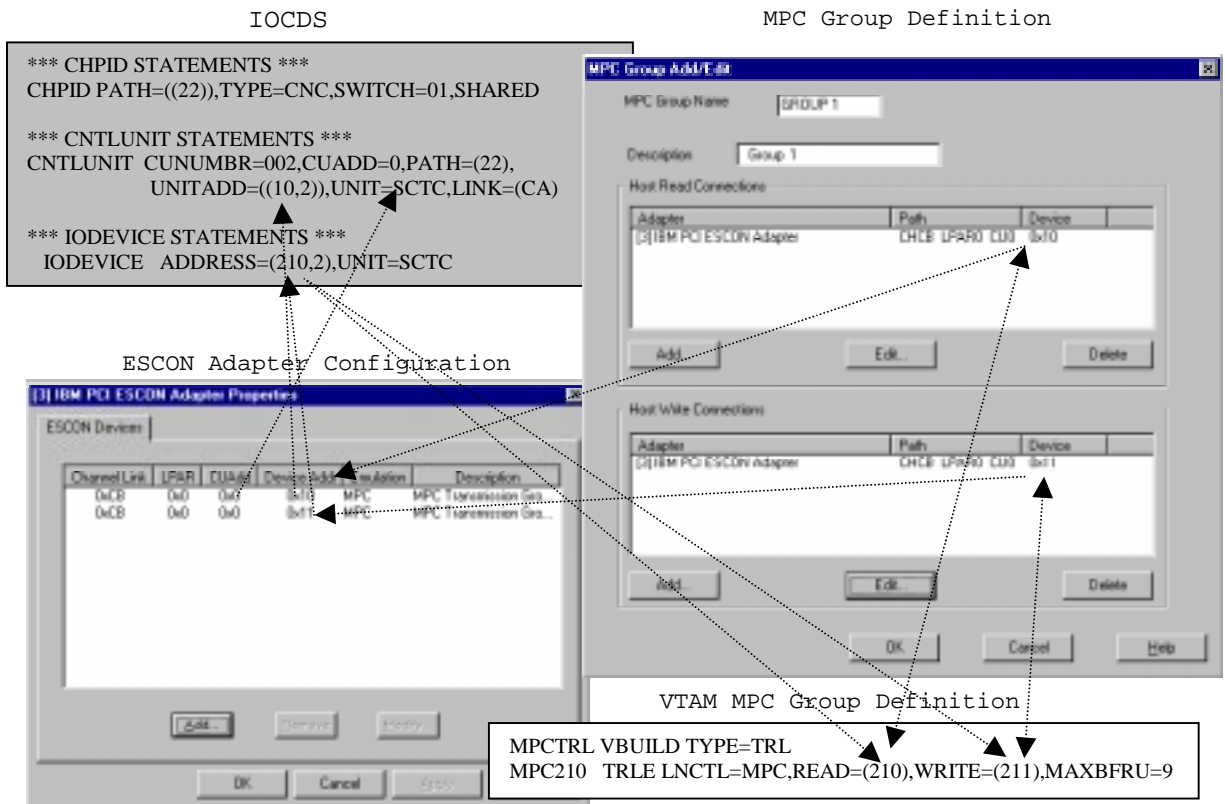 IOCDS
*** CHPID STATEMENTS ***
CHPID PATH=((22)),TYPE=CNC,SWITCH=01,SHARED
*** CNTLUNIT STATEMENTS ***
CNTLUNIT CUNUMBR=002,CUADD=0,PATH=(22),
UNITADD=((10,2)),UNIT=SCTC,LINK=(CA)
*** IODEVICE STATEMENTS ***
IODEVICE ADDRESS=(210,2),UNIT=SCTC
MPC Group Definition
MPC Group Add/Edit
MPC Group Name GROUP 1
Description Group 1
Host Read Connections
Adapter Path Device
[3] IBM PCI ESCON Adapter CHCB LPAR0 CU0 0x10
Add... Edit... Delete
Host Write Connections
Adapter Path Device
[3] IBM PCI ESCON Adapter CHCB LPAR0 CU0 0x11
Add... Edit... Delete
OK Cancel Help
ESCON Adapter Configuration
[3] IBM PCI ESCON Adapter Properties
ESCON Devices
Channel Link LPAR CUAdd Device Add Emulation Description
0xCB 0x0 0x0 0x10 MPC MPC Transmission Gro...
0xCB 0x0 0x0 0x11 MPC MPC Transmission Gro...
Add... Remove Modify...
OK Cancel Apply
VTAM MPC Group Definition
MPCTRL VBUILD TYPE=TRL
MPC210 TRLE LNCTL=MPC,READ=(210),WRITE=(211),MAXBFRU=9